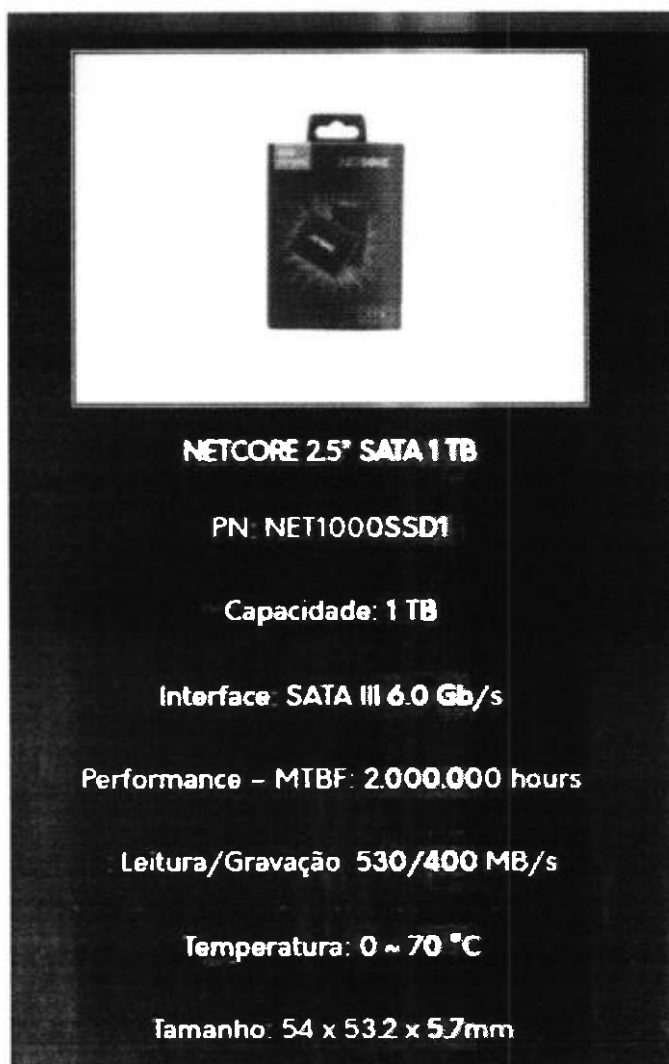 NETCORE
NETCORE 2.5" SATA 1 TB
PN: NET1000SSD1
Capacidade: 1 TB
Interface: SATA III 6.0 Gb/s
Performance – MTBF: 2.000.000 hours
Leitura/Gravação 530/400 MB/s
Temperatura: 0 ~ 70 °C
Tamanho: 54 x 53.2 x 5.7mm